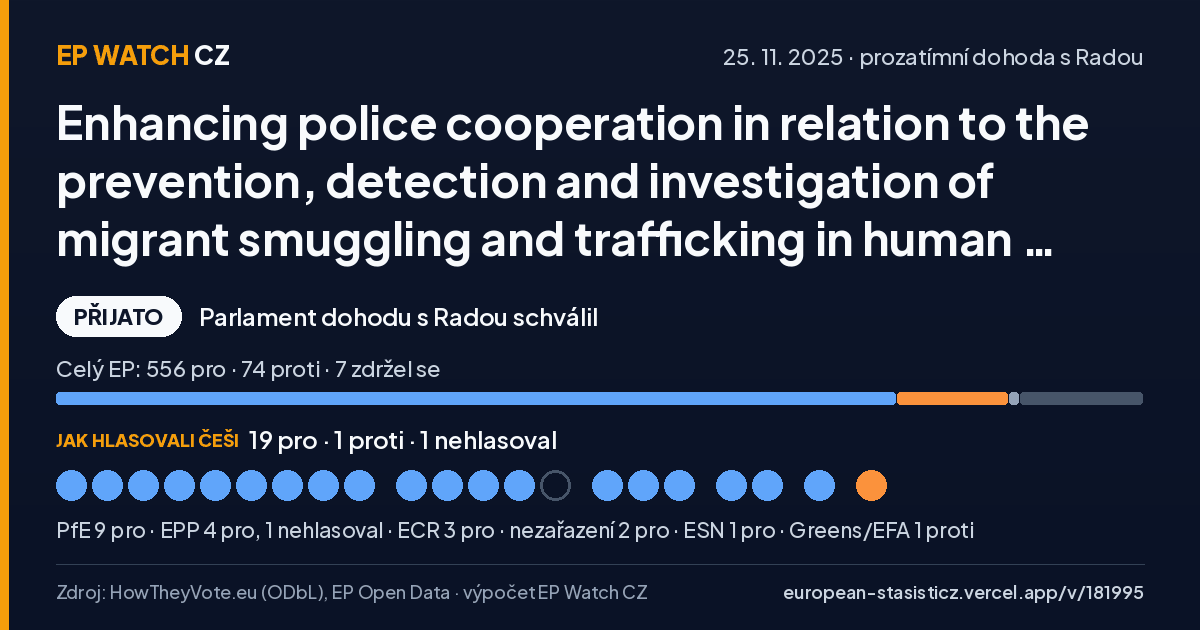 EP WATCH CZ
25. 11. 2025 · prozatímní dohoda s Radou
Enhancing police cooperation in relation to the
prevention, detection and investigation of
migrant smuggling and trafficking in human …
PŘIJATO
Parlament dohodu s Radou schválil
Celý EP: 556 pro · 74 proti · 7 zdržel se
JAK HLASOVALI ČEŠI 19 pro · 1 proti · 1 nehlasoval
PfE 9 pro · EPP 4 pro, 1 nehlasoval · ECR 3 pro · nezařazení 2 pro · ESN 1 pro · Greens/EFA 1 proti
Zdroj: HowTheyVote.eu (ODbL), EP Open Data · výpočet EP Watch CZ
european-stasisticz.vercel.app/v/181995